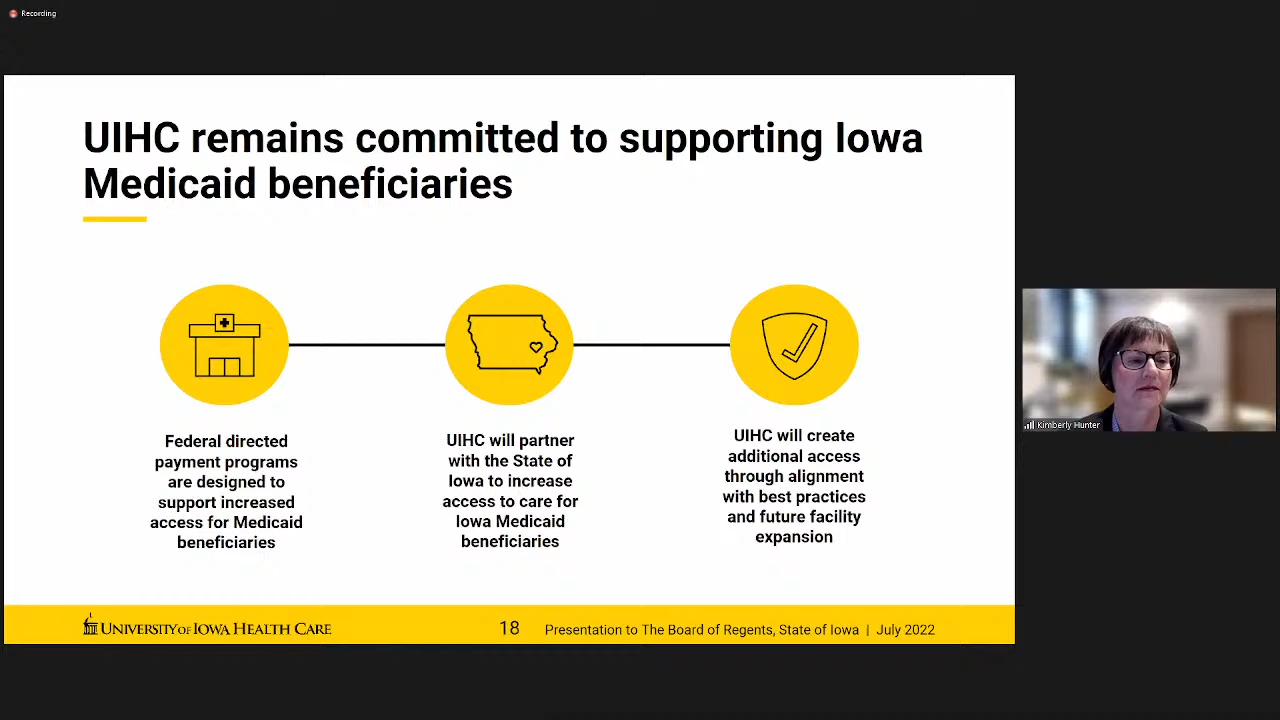 Recording
UIHC remains committed to supporting Iowa
Medicaid beneficiaries
Federal directed
payment programs
are designed to
support increased
access for Medicaid
beneficiaries
UIHC will partner
with the State of
Iowa to increase
access to care for
Iowa Medicaid
beneficiaries
UIHC will create
additional access
through alignment
with best practices
and future facility
expansion
Kimberly Hunter
UNIVERSITY OF IOWA HEALTH CARE
18
Presentation to The Board of Regents, State of Iowa | July 2022